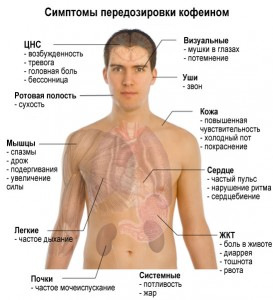 Симптомы передозировки кофеином
ЦНС
- возбужденность
- тревога
- головная боль
- бессонница
Визуальные
- мушки в глазах
- потемнение
Уши
- звон
Ротовая полость
- сухость
Кожа
- повышенная
чувствительность
- холодный пот
- покраснение
Мышцы
- спазмы
- дрож
- подергивания
- увеличение
силы
Сердце
- частый пульс
- нарушение ритма
- сердцебиение
Легкие
- частое дыхание
ЖКТ
- боль в животе
- диаррея
- тошнота
- рвота
Почки
- частое мочеиспускание
Системные
- потливость
- жар